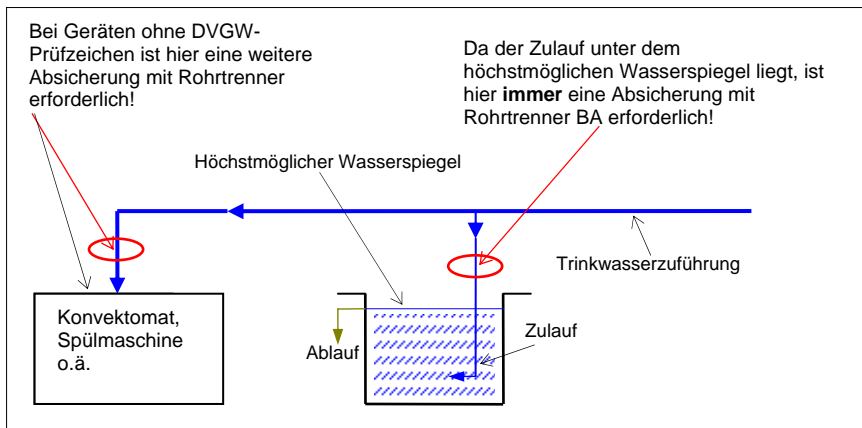 Bei Geräten ohne DVGW-
Prüfzeichen ist hier eine weitere
Absicherung mit Rohrtrenner
erforderlich!
Da der Zulauf unter dem
höchstmöglichen Wasserspiegel liegt, ist
hier immer eine Absicherung mit
Rohrtrenner BA erforderlich!
Höchstmöglicher Wasserspiegel
Trinkwasserzuführung
Konvektomat,
Spülmaschine
o.ä.
Ablauf
Zulauf